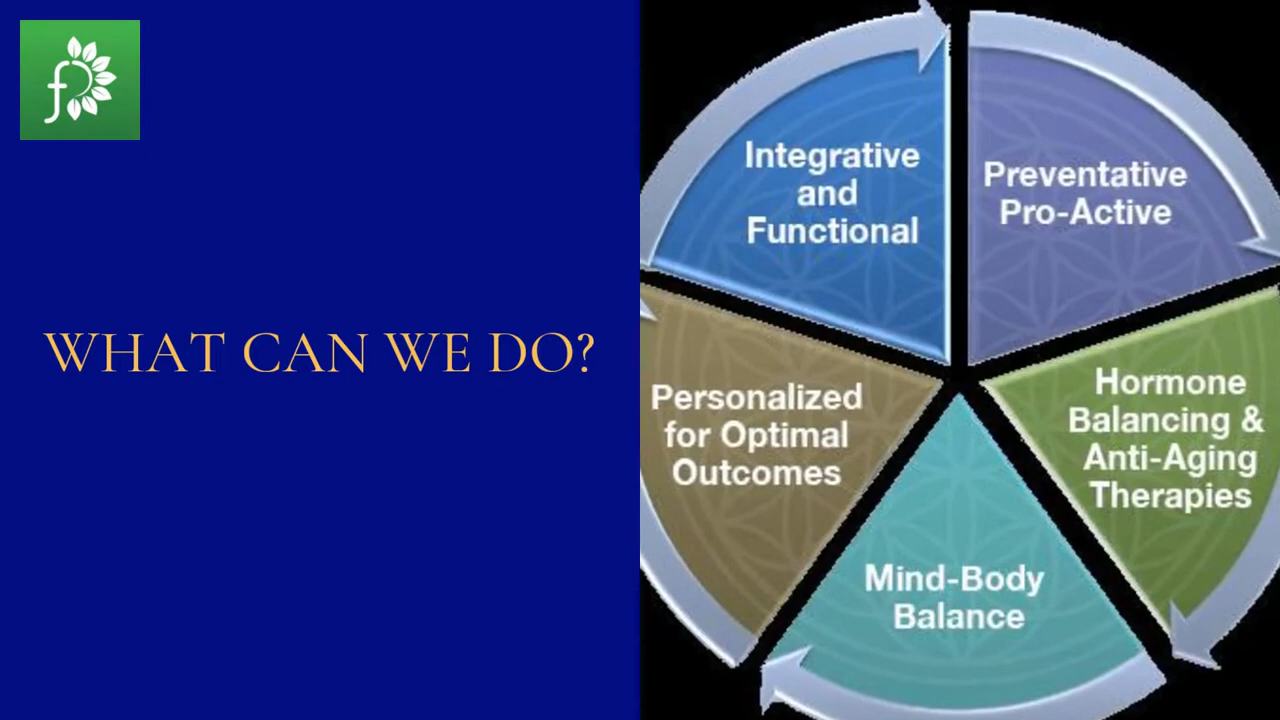 WHAT CAN WE DO?
Integrative
and
Functional
Preventative
Pro-Active
Hormone
Balancing &
Anti-Aging
Therapies
Mind-Body
Balance
Personalized
for Optimal
Outcomes